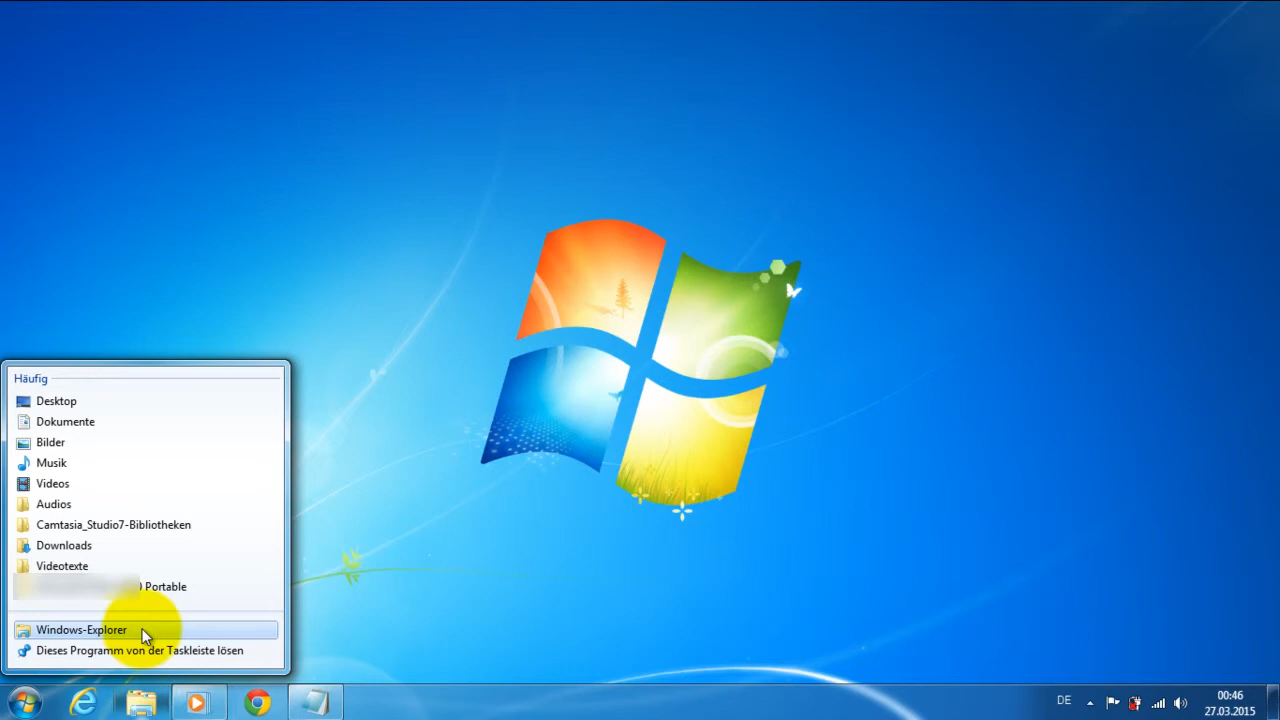 Häufig
Desktop
Dokumente
Bilder
Musik
Videos
Audios
Camtasia_Studio7-Bibliotheken
Downloads
Videotexte
) Portable
Windows-Explorer
Dieses Programm von der Taskleiste lösen
DE
00:46
27.03.2015